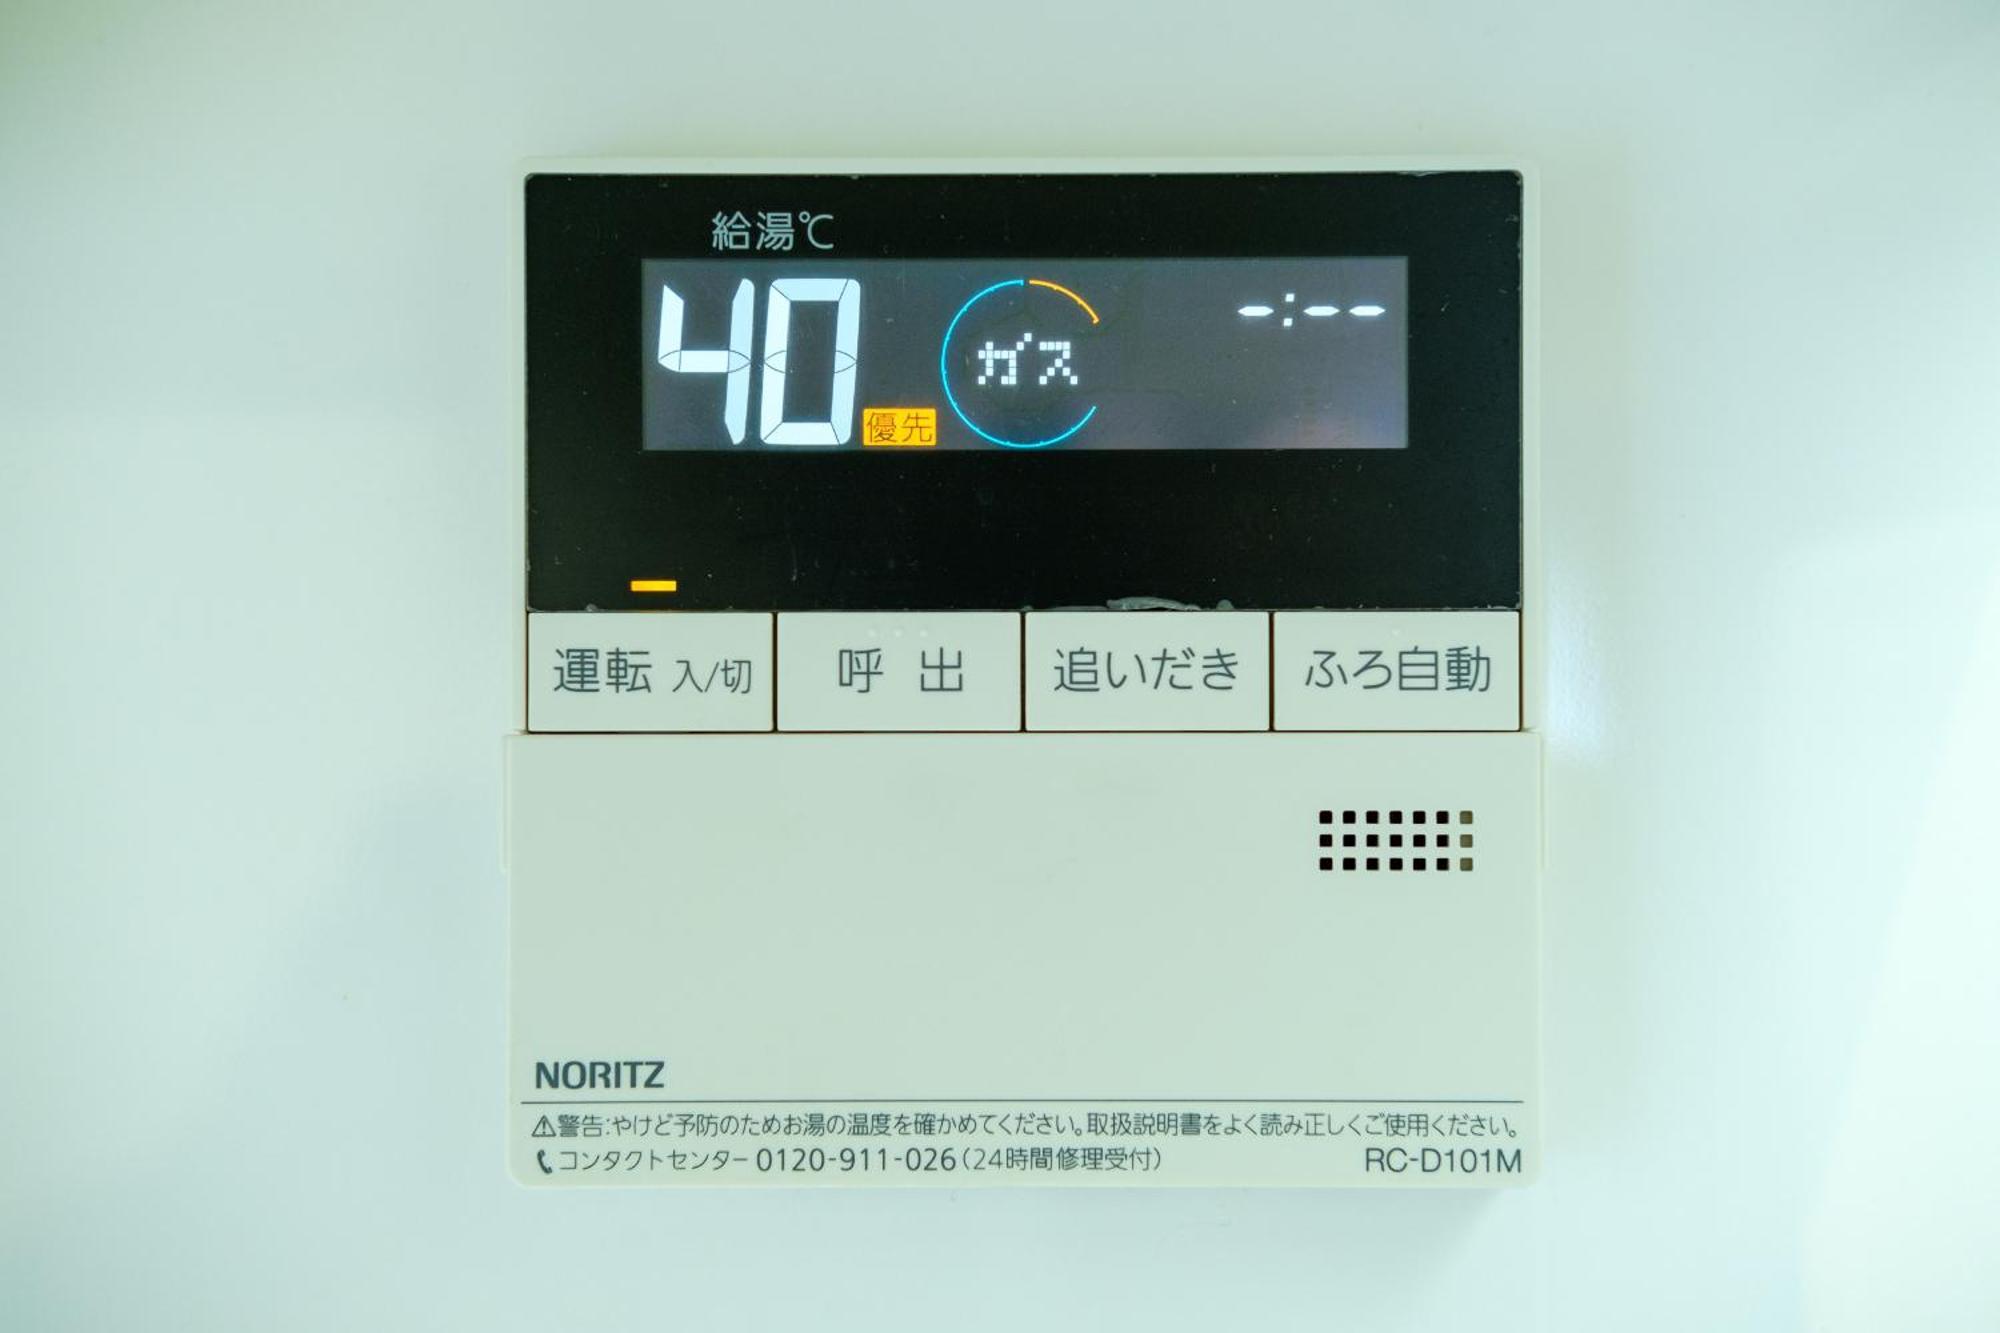 給湯℃
40 優先 ガス -:--
運転 入/切 呼出 追いだき ふろ自動
NORITZ
⚠警告:やけど予防のためお湯の温度を確かめてください。取扱説明書をよく読み正しくご使用ください。
コンタクトセンター 0120-911-026(24時間修理受付) RC-D101M